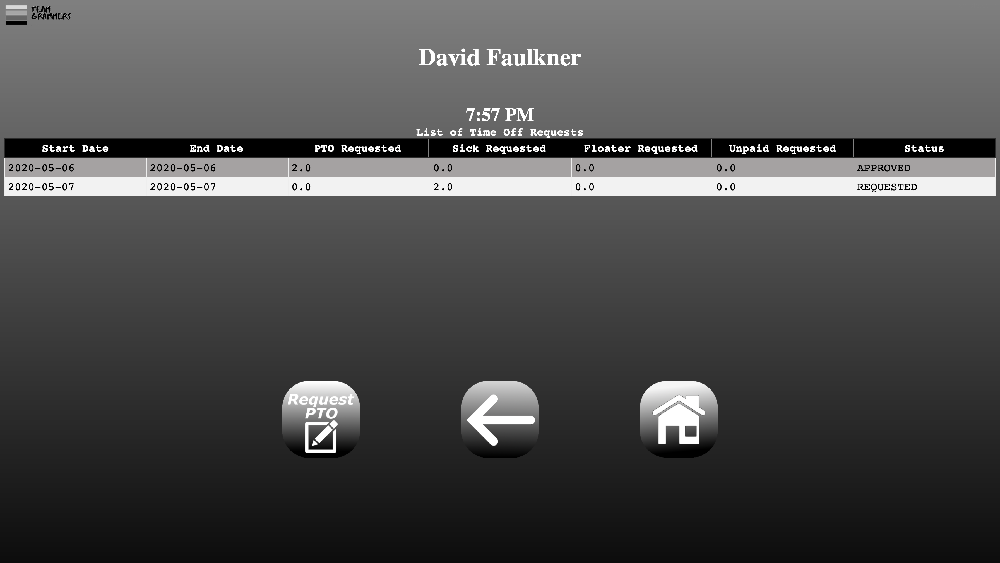 TEAM
GRAMMERS
David Faulkner
7:57 PM
List of Time Off Requests
Start Date End Date PTO Requested Sick Requested Floater Requested Unpaid Requested Status
2020-05-06 2020-05-06 2.0 0.0 0.0 0.0 APPROVED
2020-05-07 2020-05-07 0.0 2.0 0.0 0.0 REQUESTED
Request
PTO